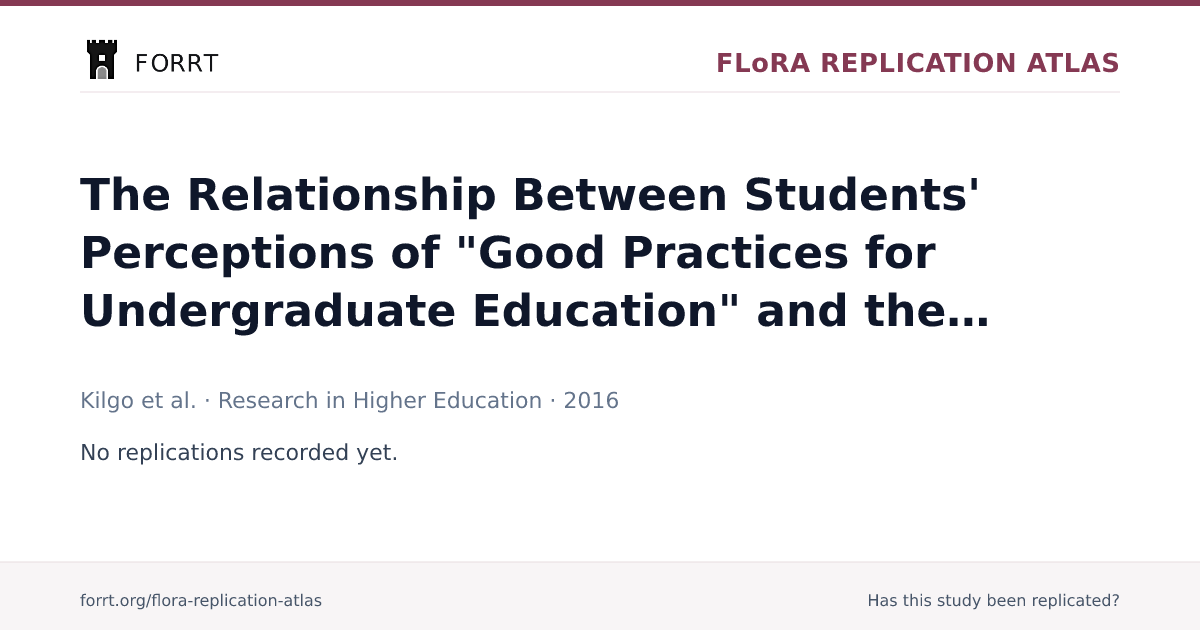 FORRT
FLoRA REPLICATION ATLAS
The Relationship Between Students'
Perceptions of "Good Practices for
Undergraduate Education" and the…
Kilgo et al. · Research in Higher Education · 2016
No replications recorded yet.
forrt.org/flora-replication-atlas
Has this study been replicated?